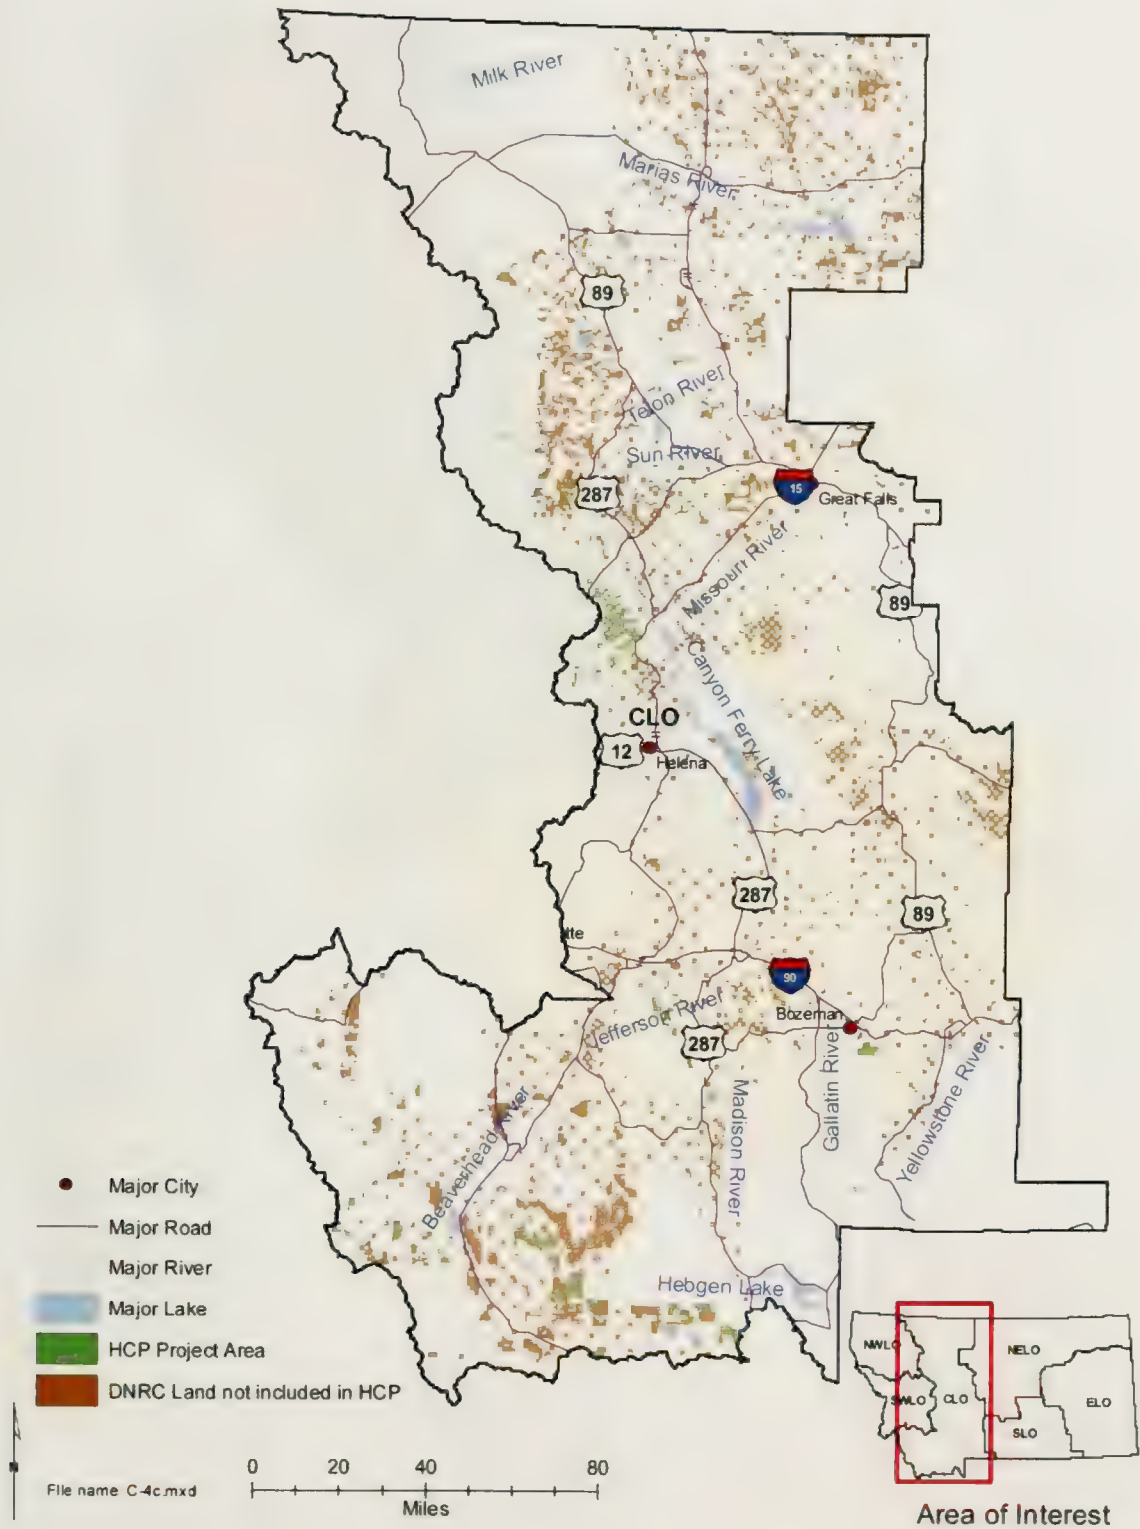 Milk River
Marias River
89
Teton River
Sun River
287
15
Great Falls
Missouri River
89
Canyon Ferry Lake
CLO
12
Helena
287
89
tte
90
Jefferson River
Bozeman
287
Gallatin River
Yellowstone River
Madison River
Beaverhead River
Hebgen Lake
Major City
Major Road
Major River
Major Lake
HCP Project Area
DNRC Land not included in HCP
NWLO
NELO
SWLO
CLO
ELO
SLO
N
File name C-4c.mxd
0 20 40 80
Miles
Area of Interest